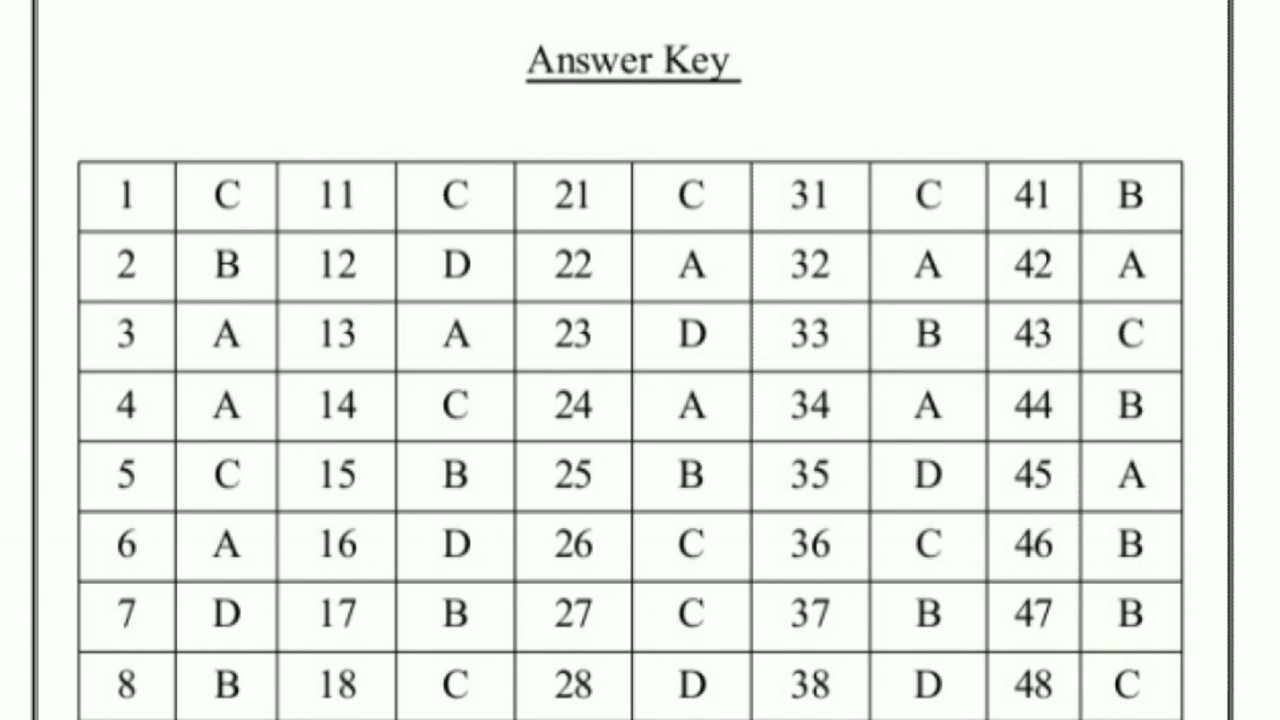 Answer Key
1 C 11 C 21 C 31 C 41 B
2 B 12 D 22 A 32 A 42 A
3 A 13 A 23 D 33 B 43 C
4 A 14 C 24 A 34 A 44 B
5 C 15 B 25 B 35 D 45 A
6 A 16 D 26 C 36 C 46 B
7 D 17 B 27 C 37 B 47 B
8 B 18 C 28 D 38 D 48 C